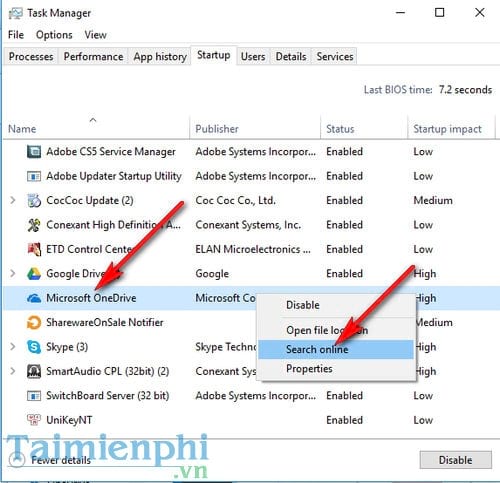 Task Manager
File Options View
Processes Performance App history Startup Users Details Services
Last BIOS time: 7.2 seconds
Name Publisher Status Startup impact
Adobe CS5 Service Manager Adobe Systems Incorpor... Enabled Low
Adobe Updater Startup Utility Adobe Systems Incorpor... Enabled Low
CocCoc Update (2) Coc Coc Co., Ltd. Enabled Medium
Conexant High Definition A... Conexant Systems, Inc. Enabled Low
ETD Control Center ELAN Microelectronics ... Enabled Low
Google Drive Google Enabled High
Microsoft OneDrive Microsoft Co High
Disable
SharewareOnSale Notifier Medium
Open file location
Skype (3) Skype Techno High
Search online
SmartAudio CPL (32bit) (2) Conexant Syst High
Properties
SwitchBoard Server (32 bit) Adobe Systems Incorpor... Enabled Low
UniKeyNT Enabled Low
Taimienphi
.vn
Fewer details Disable